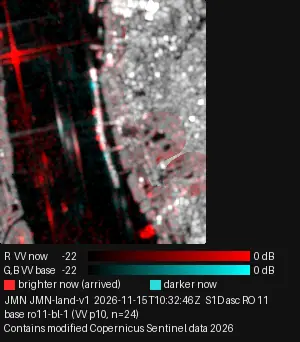 R VV now -22 0 dB
G,B VV base -22 0 dB
brighter now (arrived) darker now
JMN JMN-land-v1 2026-11-15T10:32:46Z S1D asc RO 11
base ro11-bl-1 (VV p10, n=24)
Contains modified Copernicus Sentinel data 2026